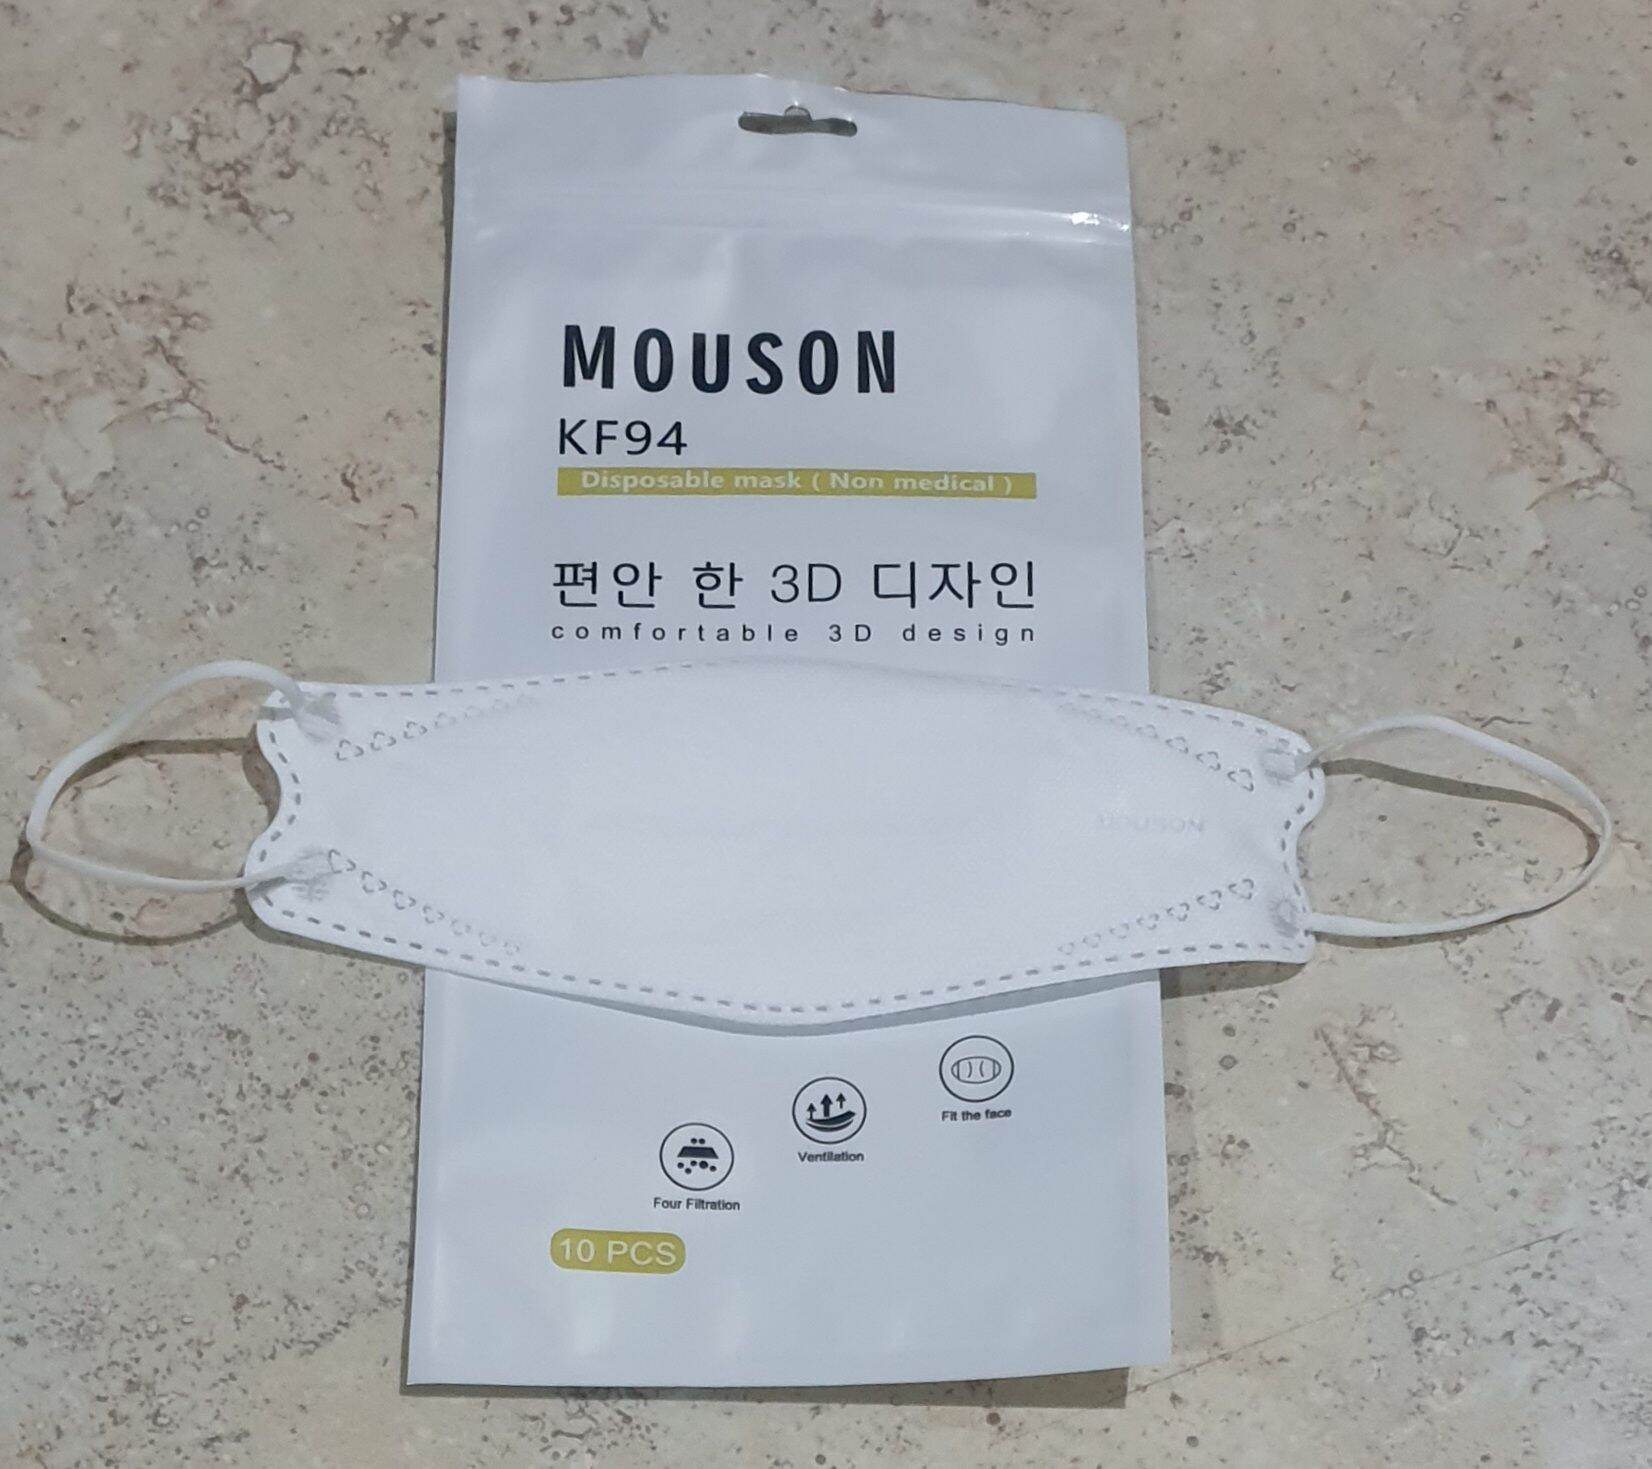 MOUSON
KF94
Disposable mask ( Non medical )
편안 한 3D 디자인
comfortable 3D design
MOUSON
Fit the face
Ventilation
Four Filtration
10 PCS